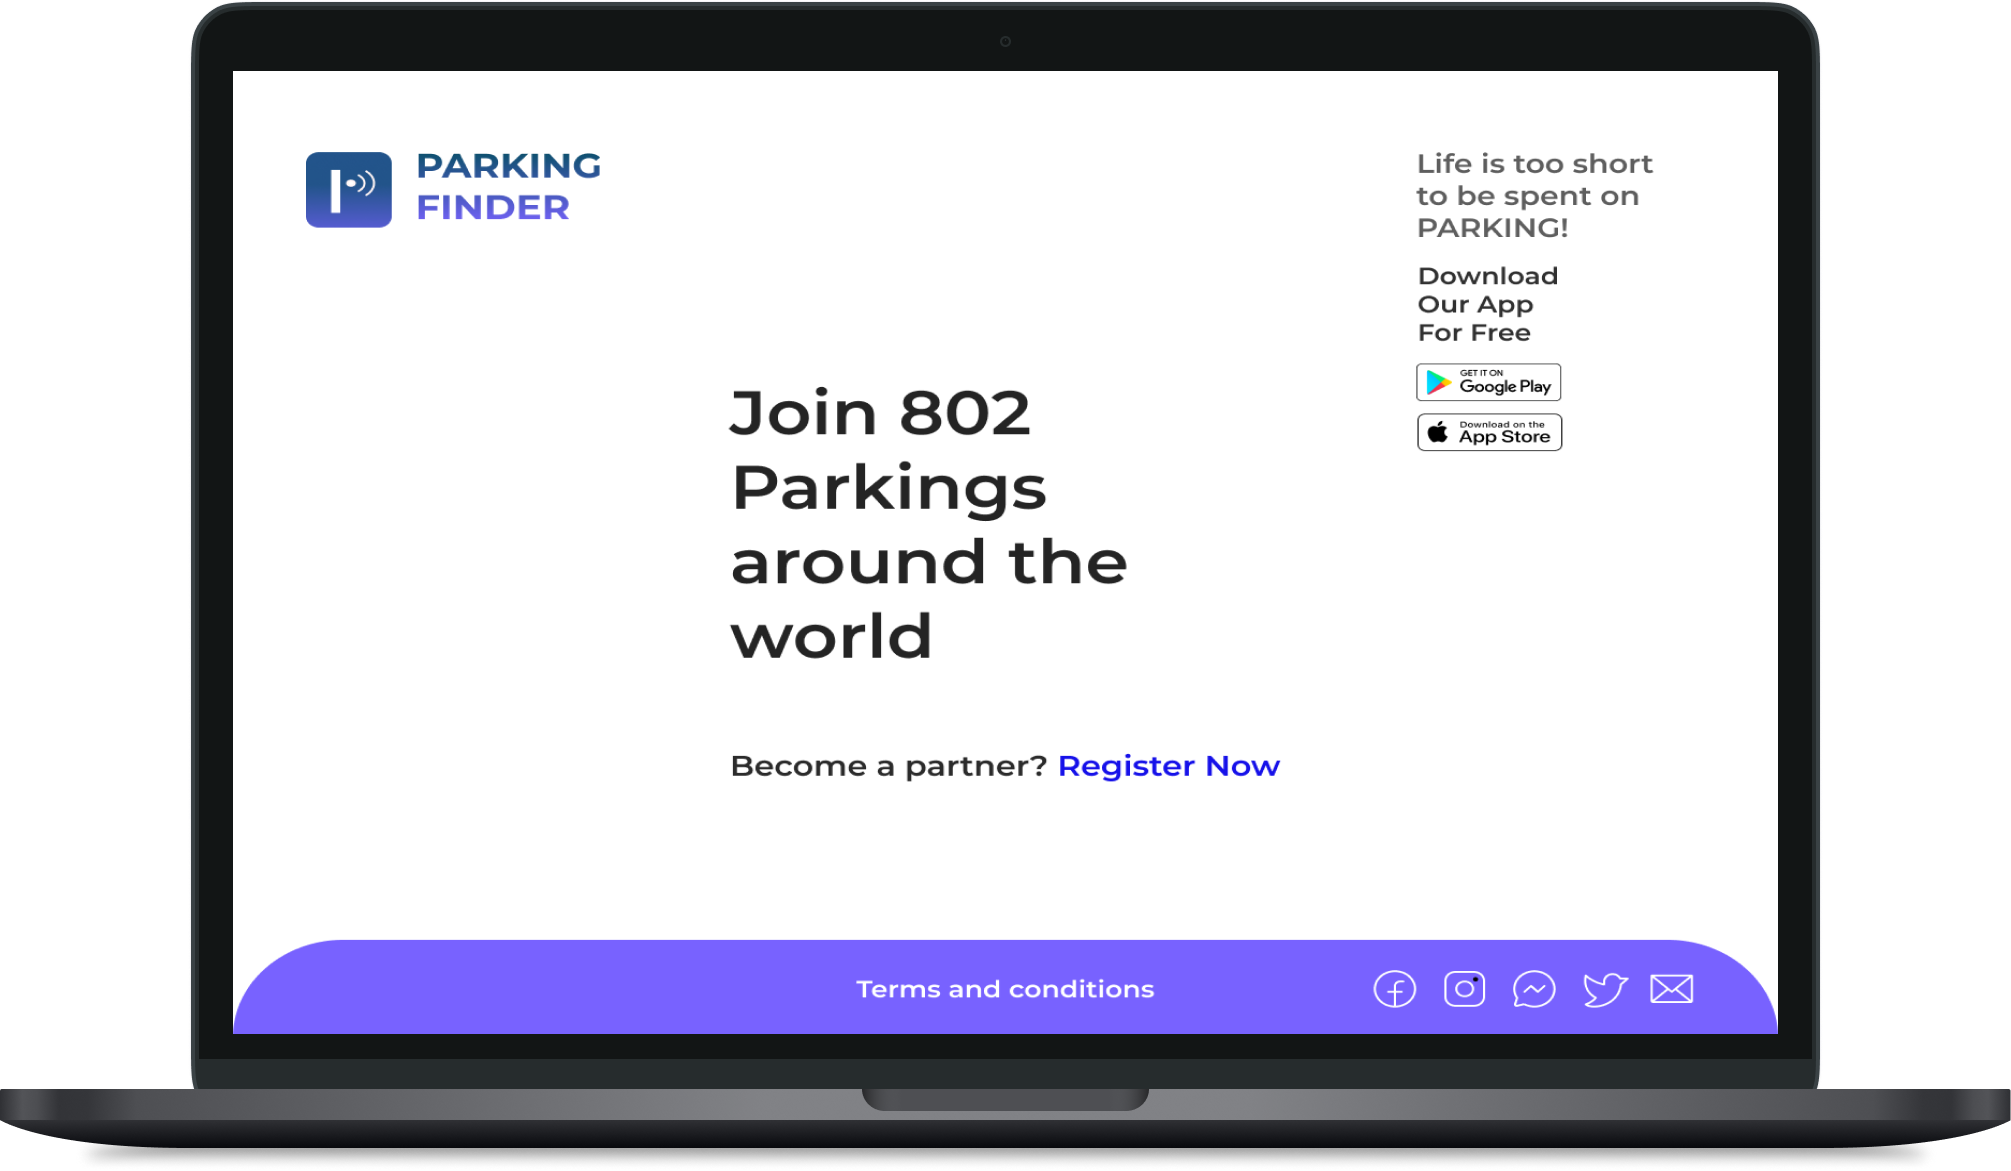 PARKING
FINDER
Life is too short
to be spent on
PARKING!
Download
Our App
For Free
GET IT ON
Google Play
Download on the
App Store
Join 802
Parkings
around the
world
Become a partner? Register Now
Terms and conditions